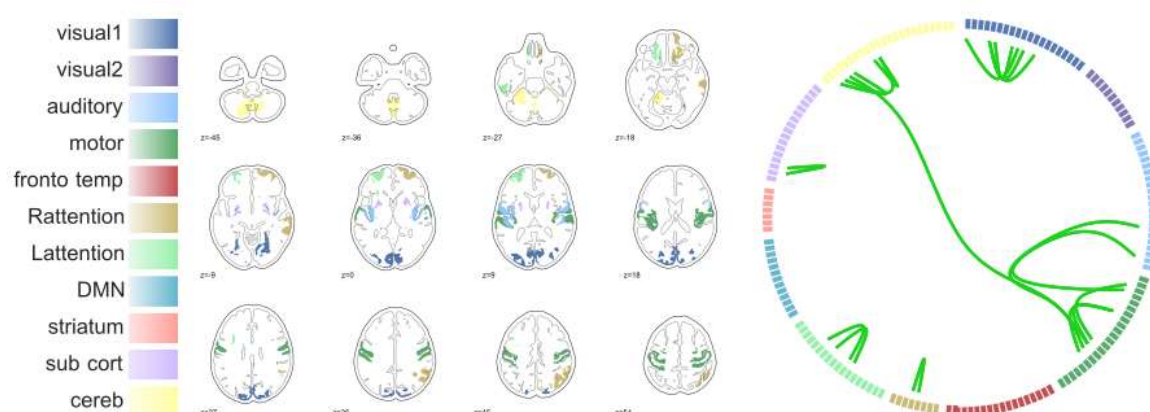 visual1
visual2
auditory
motor
fronto temp
Rattention
Lattention
DMN
striatum
sub cort
cereb
z=-45
z=-36
z=-27
z=-18
z=-9
z=0
z=9
z=18